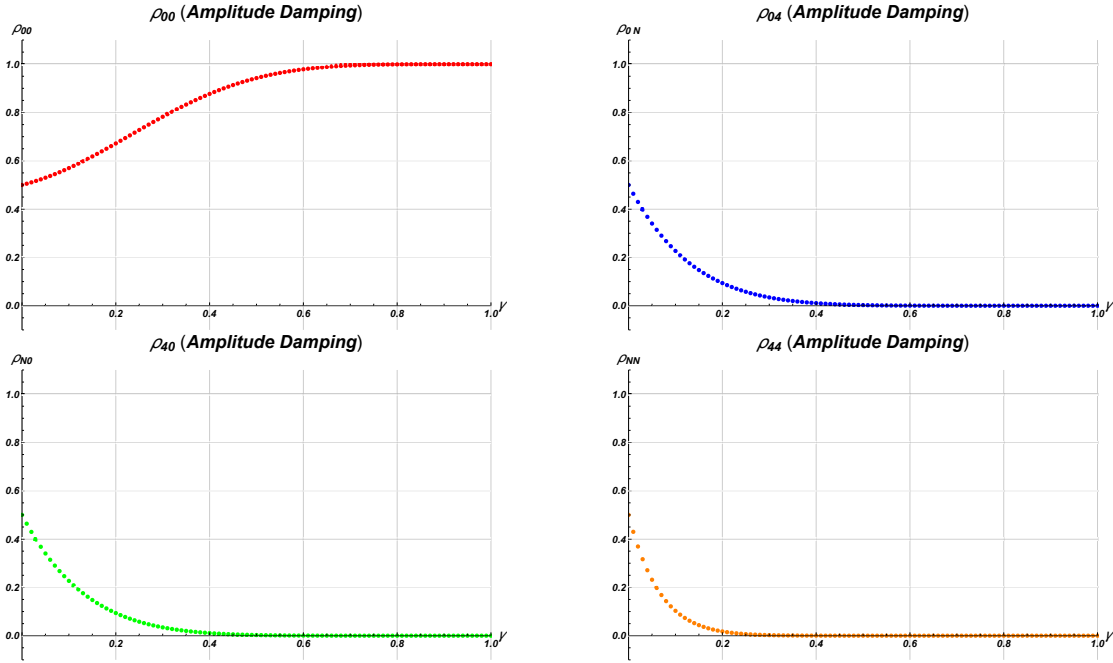 ρ00 (Amplitude Damping)
ρ00
1.0
0.8
0.6
0.4
0.2
0.0
0.2 0.4 0.6 0.8 1.0 γ
ρ04 (Amplitude Damping)
ρ0 N
1.0
0.8
0.6
0.4
0.2
0.0
0.2 0.4 0.6 0.8 1.0 γ
ρ40 (Amplitude Damping)
ρN0
1.0
0.8
0.6
0.4
0.2
0.0
0.2 0.4 0.6 0.8 1.0 γ
ρ44 (Amplitude Damping)
ρNN
1.0
0.8
0.6
0.4
0.2
0.0
0.2 0.4 0.6 0.8 1.0 γ